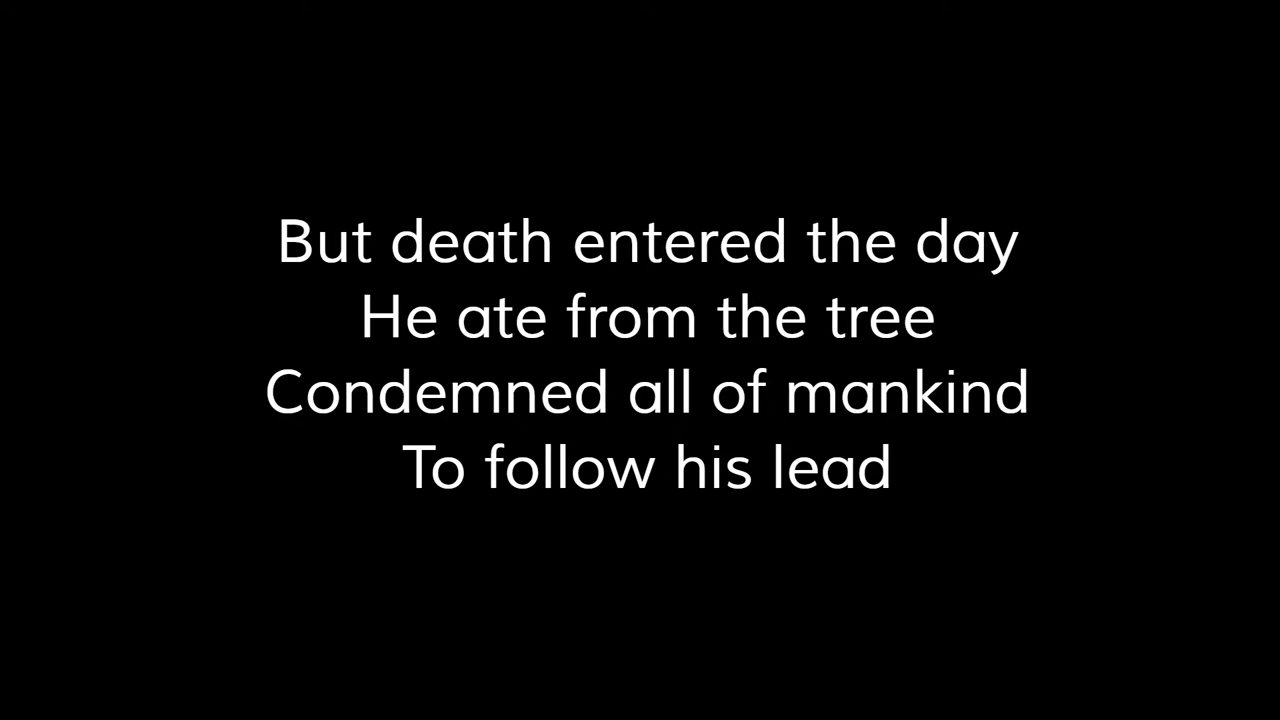 But death entered the day
He ate from the tree
Condemned all of mankind
To follow his lead